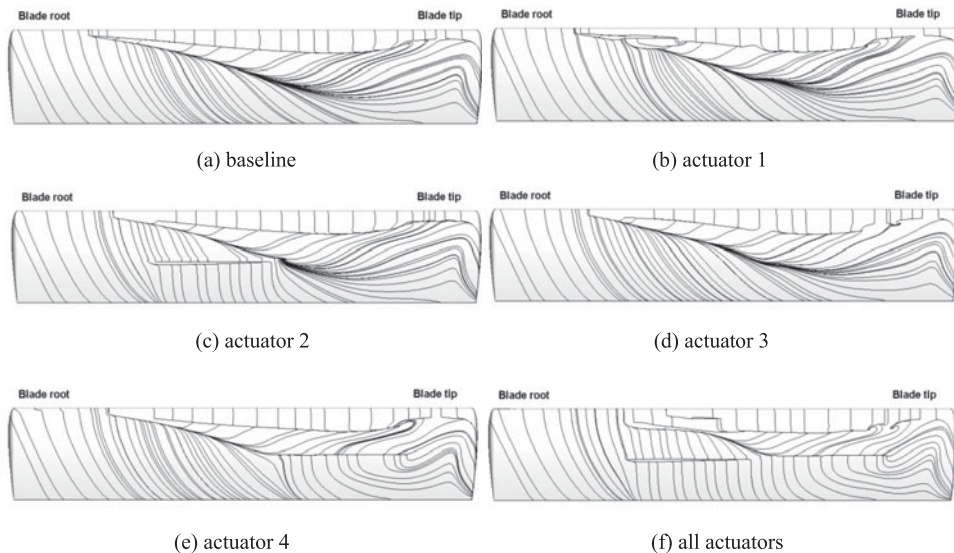 Blade root Blade tip Blade root Blade tip
(a) baseline (b) actuator 1
Blade root Blade tip Blade root Blade tip
(c) actuator 2 (d) actuator 3
Blade root Blade tip Blade root Blade tip
(e) actuator 4 (f) all actuators